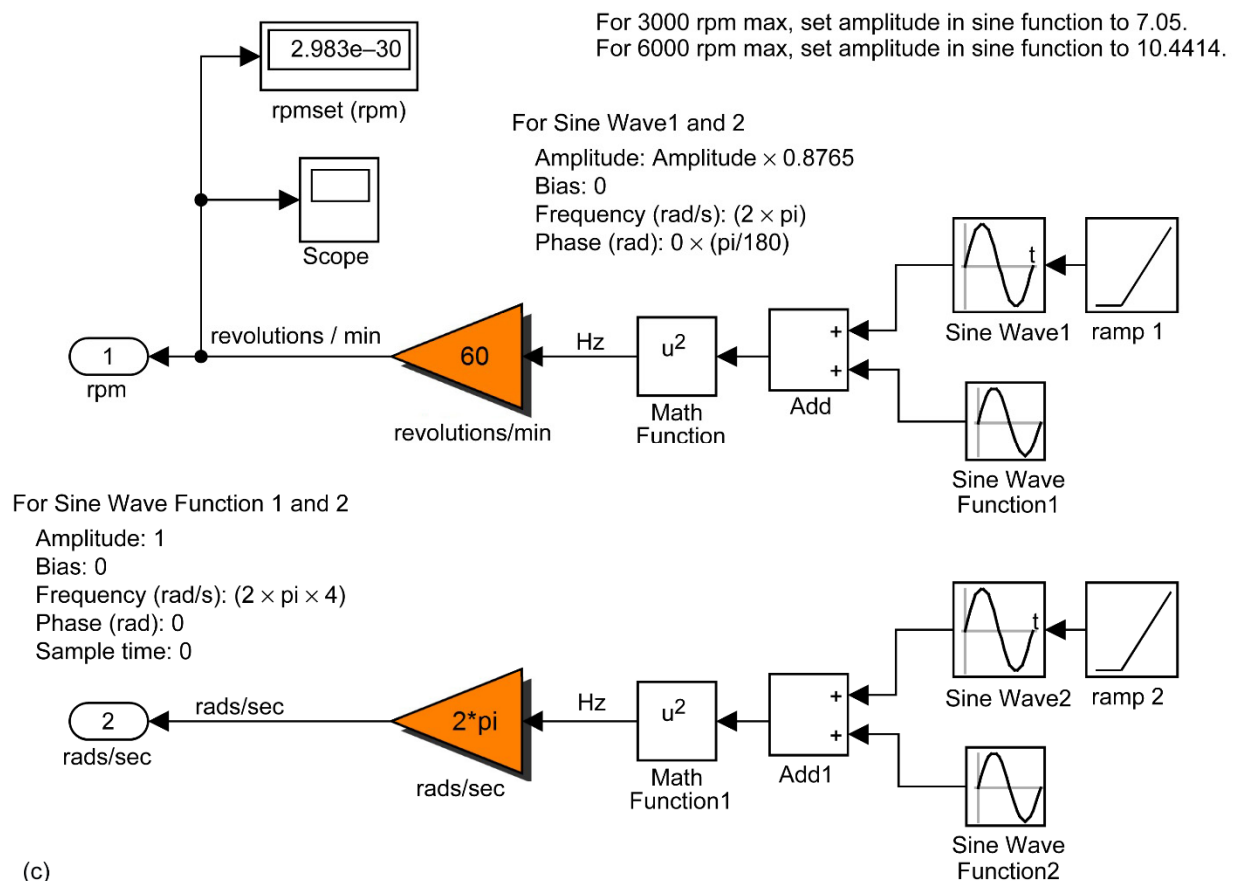 For 3000 rpm max, set amplitude in sine function to 7.05.
For 6000 rpm max, set amplitude in sine function to 10.4414.
2.983e–30
rpmset (rpm)
Scope
For Sine Wave1 and 2
Amplitude: Amplitude × 0.8765
Bias: 0
Frequency (rad/s): (2 × pi)
Phase (rad): 0 × (pi/180)
t
Sine Wave1
ramp 1
1
rpm
revolutions / min
60
revolutions/min
Hz
u²
Math
Function
+
+
Add
Sine Wave
Function1
For Sine Wave Function 1 and 2
Amplitude: 1
Bias: 0
Frequency (rad/s): (2 × pi × 4)
Phase (rad): 0
Sample time: 0
t
Sine Wave2
ramp 2
2
rads/sec
rads/sec
2*pi
rads/sec
Hz
u²
Math
Function1
+
+
Add1
Sine Wave
Function2
(c)